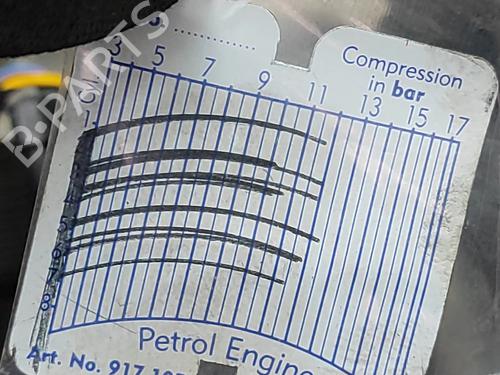 3 5 7 9 11 13 15 17
Compression
in bar
Petrol Engine
Art. No. 917
B-PARTS